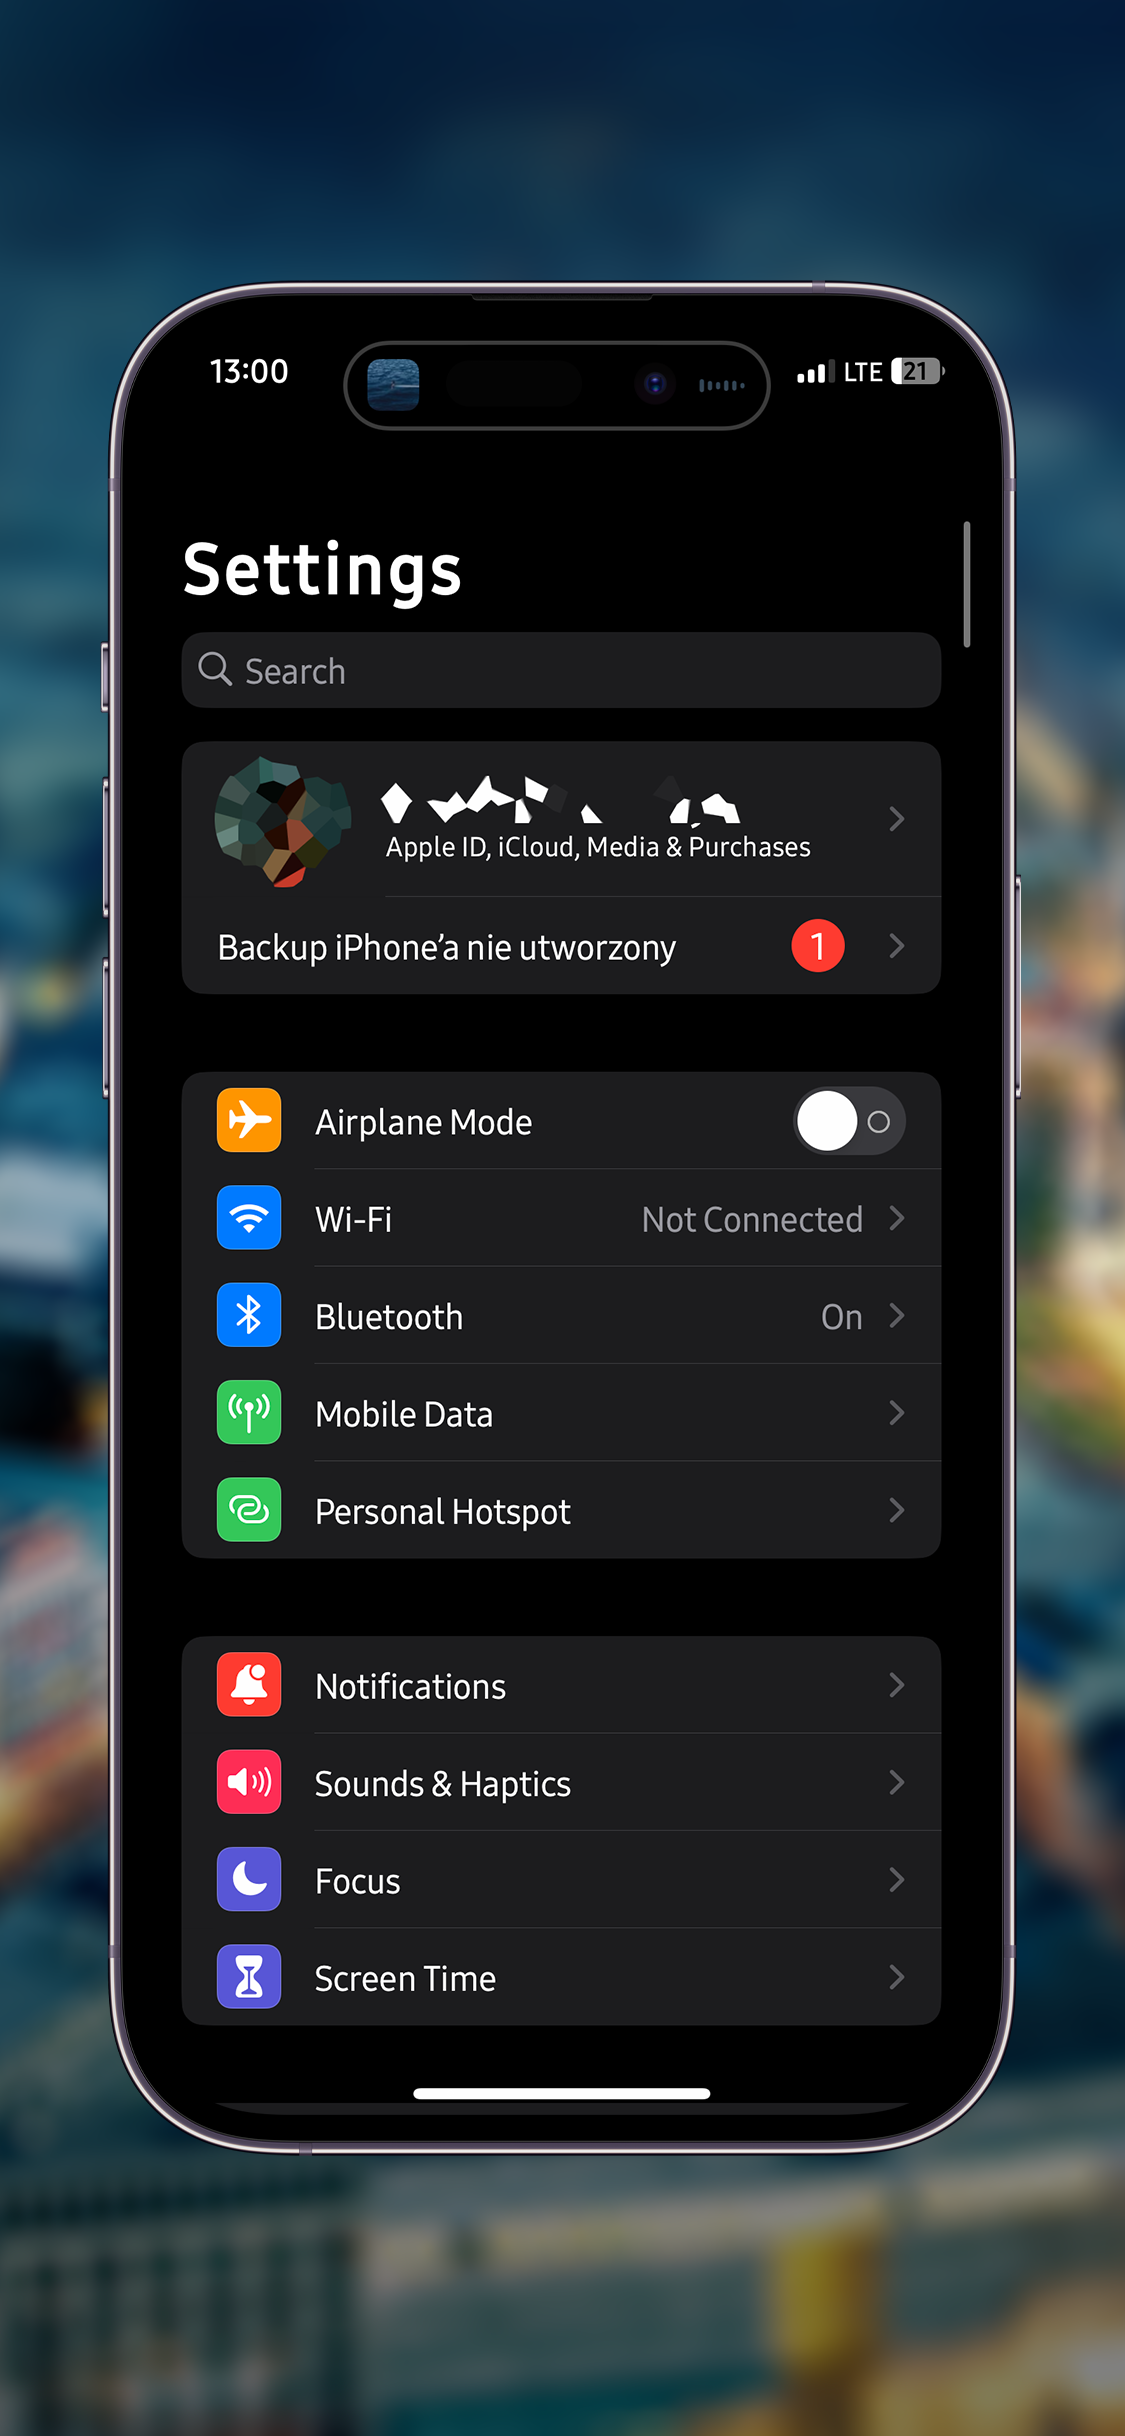 13:00
LTE 21
Settings
Search
Apple ID, iCloud, Media & Purchases
Backup iPhone’a nie utworzony
1
Airplane Mode
Wi-Fi Not Connected
Bluetooth On
Mobile Data
Personal Hotspot
Notifications
Sounds & Haptics
Focus
Screen Time